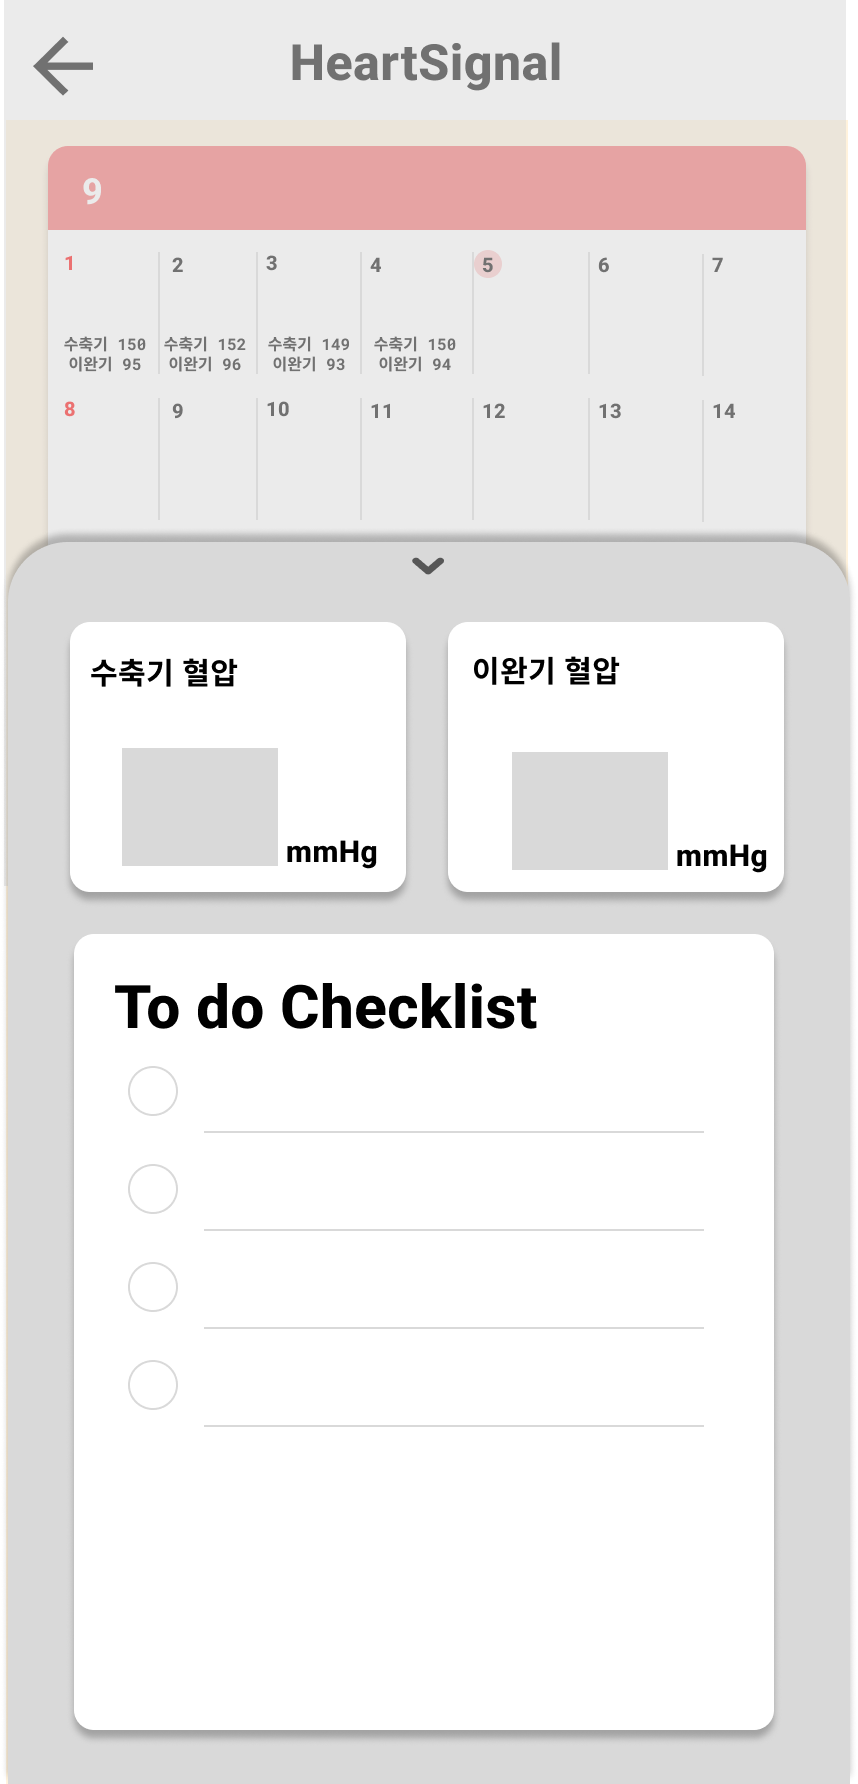 HeartSignal
9
1 2 3 4 5 6 7
수축기 150 수축기 152 수축기 149 수축기 150
이완기 95 이완기 96 이완기 93 이완기 94
8 9 10 11 12 13 14
수축기 혈압 이완기 혈압
mmHg mmHg
To do Checklist